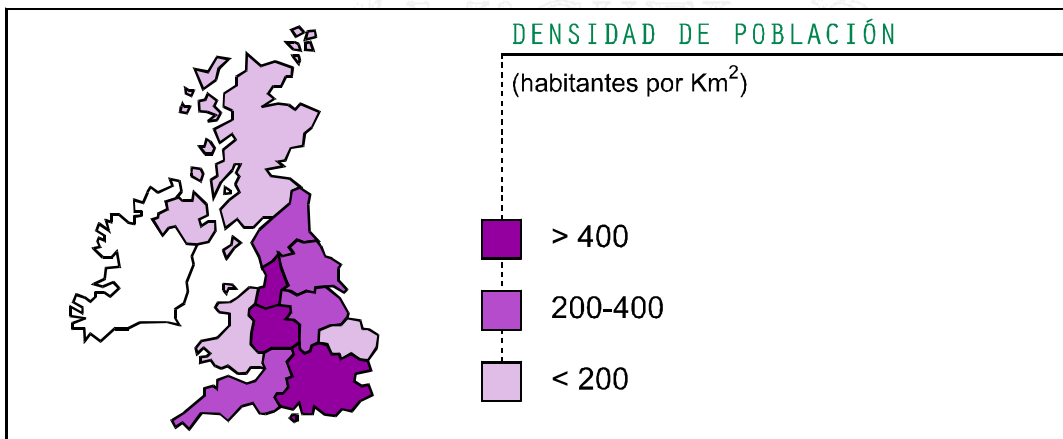 DENSIDAD DE POBLACIÓN
(habitantes por Km²)
> 400
200-400
< 200